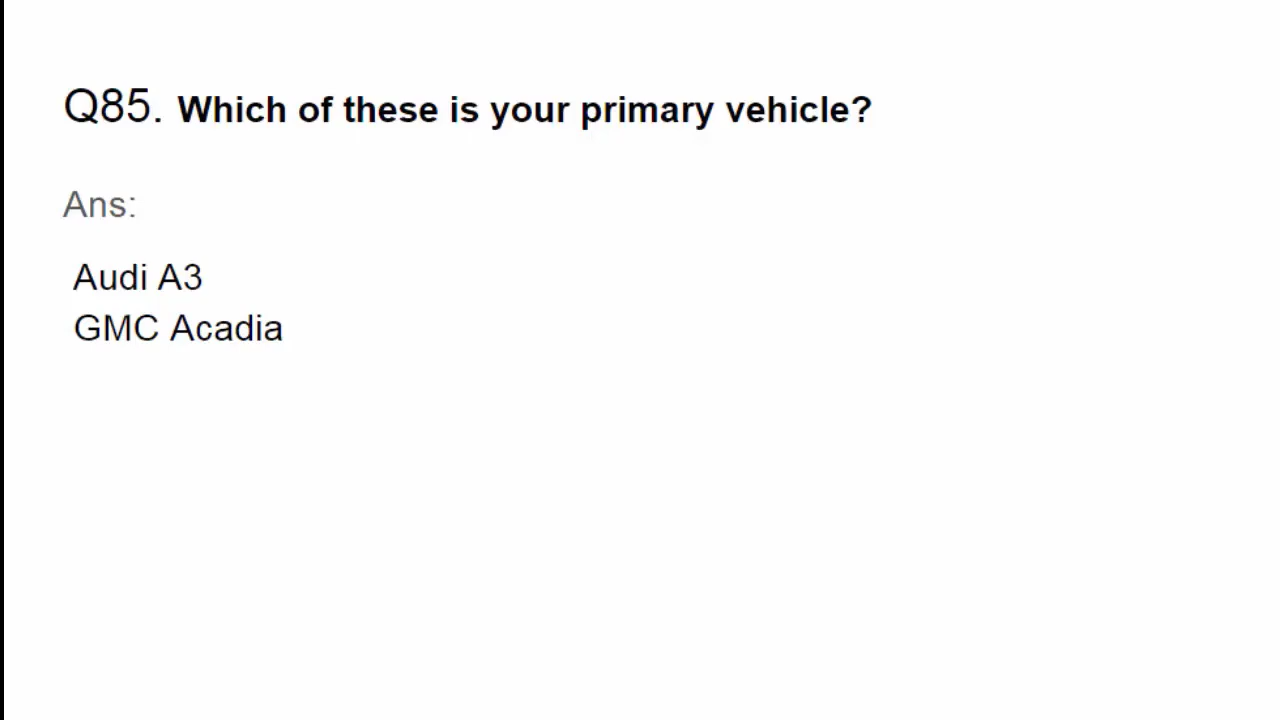 Q85. Which of these is your primary vehicle?
Ans:
Audi A3
GMC Acadia